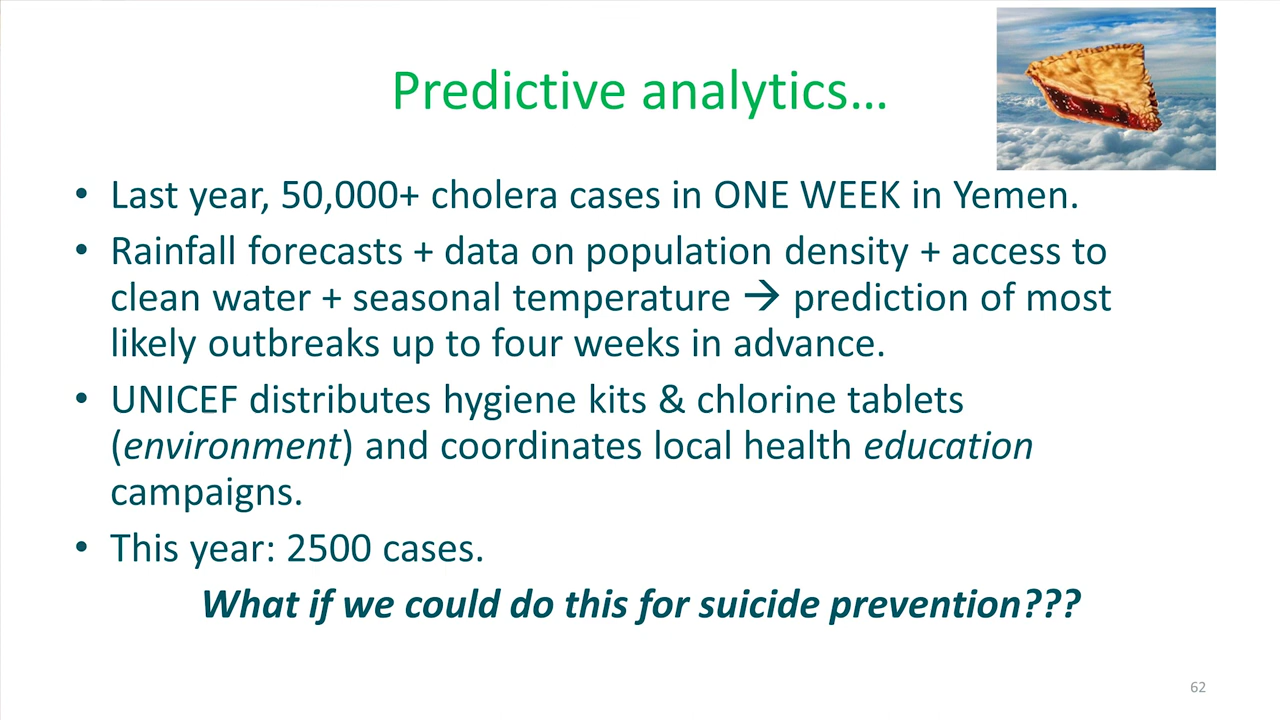 Predictive analytics…
• Last year, 50,000+ cholera cases in ONE WEEK in Yemen.
• Rainfall forecasts + data on population density + access to
clean water + seasonal temperature → prediction of most
likely outbreaks up to four weeks in advance.
• UNICEF distributes hygiene kits & chlorine tablets
(environment) and coordinates local health education
campaigns.
• This year: 2500 cases.
What if we could do this for suicide prevention???
62